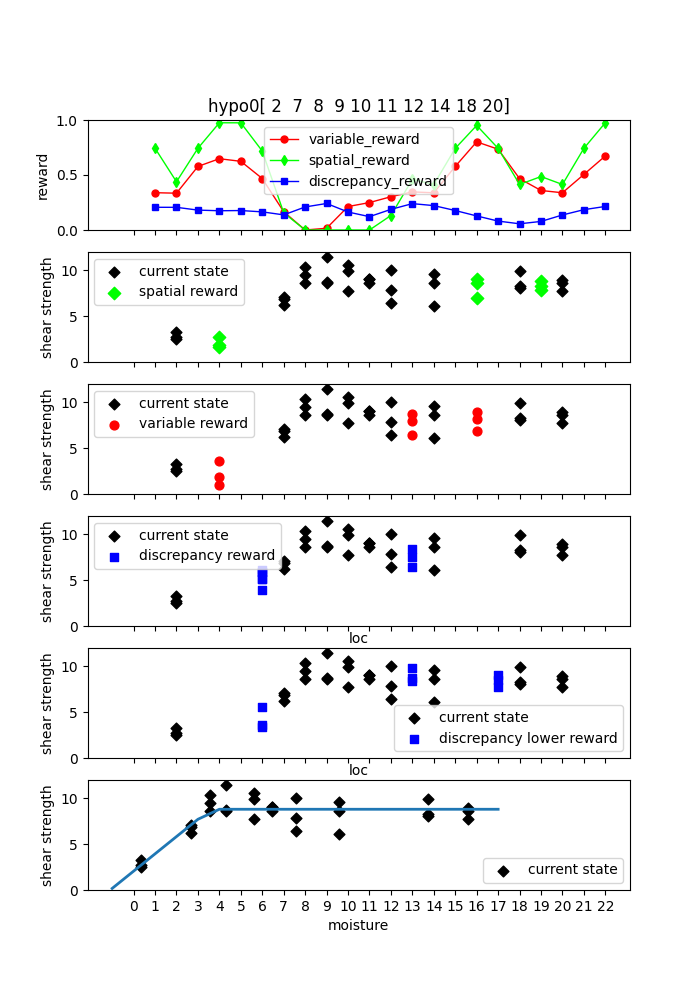 hypo0[ 2  7  8  9 10 11 12 14 18 20]
1.0
0.5
0.0
reward
variable_reward
spatial_reward
discrepancy_reward
10
5
0
shear strength
current state
spatial reward
10
5
0
shear strength
current state
variable reward
10
5
0
shear strength
current state
discrepancy reward
loc
10
5
0
shear strength
current state
discrepancy lower reward
loc
10
5
0
shear strength
current state
0 1 2 3 4 5 6 7 8 9 10 11 12 13 14 15 16 17 18 19 20 21 22
moisture